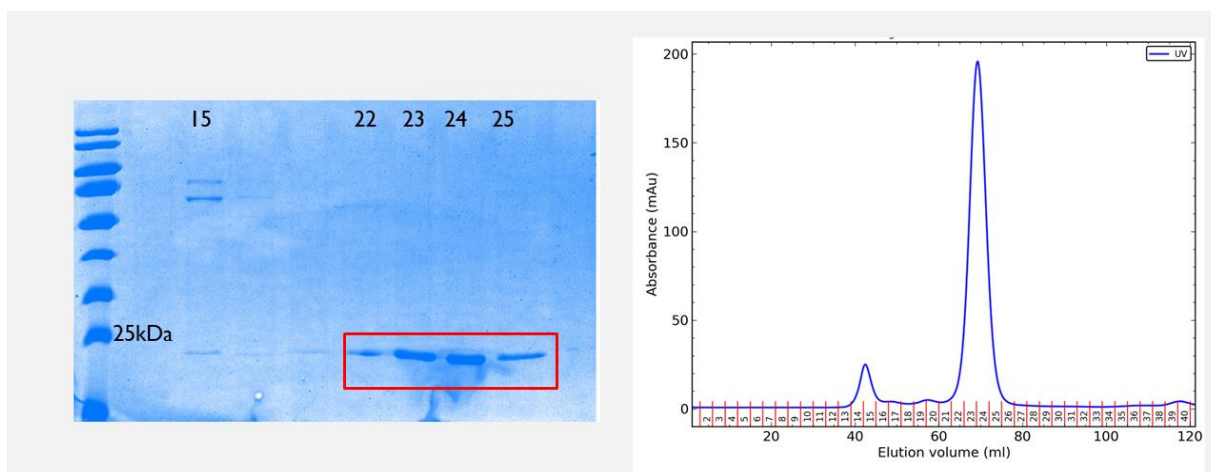 15 22 23 24 25
25kDa
200
150
100
50
0
Absorbance (mAu)
UV
2 3 4 5 6 7 8 9 10 11 12 13 14 15 16 17 18 19 20 21 22 23 24 25 26 27 28 29 30 31 32 33 34 35 36 37 38 39 40
20 40 60 80 100 120
Elution volume (ml)